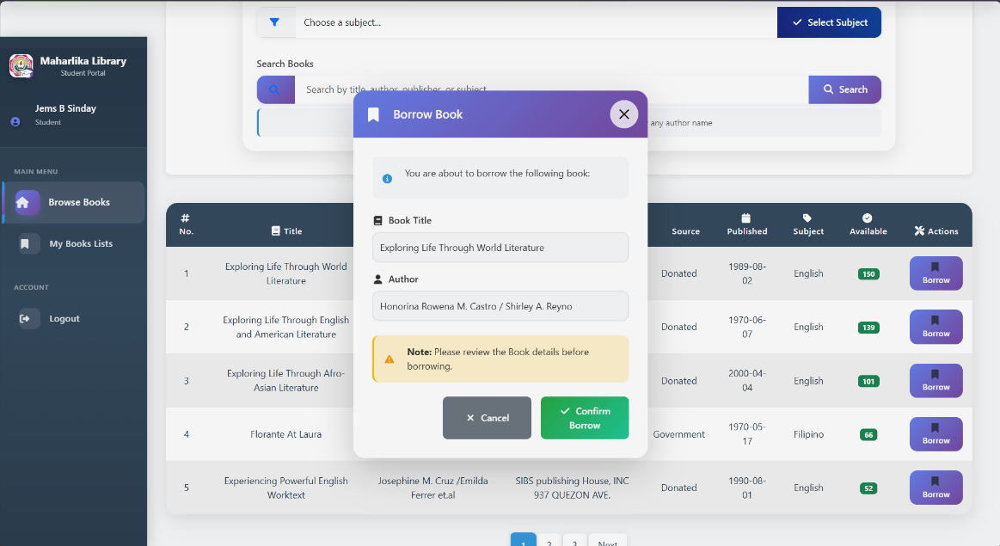 Maharlika Library
Student Portal
Jems B Sinday
Student
MAIN MENU
Browse Books
My Books Lists
ACCOUNT
Logout
Choose a subject...
Select Subject
Search Books
Search by title, author, publisher, or subject
Search
any author name
Borrow Book
You are about to borrow the following book:
Book Title
Exploring Life Through World Literature
Author
Honorina Rowena M. Castro / Shirley A. Reyno
Note: Please review the Book details before
borrowing.
Cancel
Confirm
Borrow
#
No.
Title
Source
Published
Subject
Available
Actions
1
Exploring Life Through World
Literature
Donated
1989-08-
02
English
150
Borrow
2
Exploring Life Through English
and American Literature
Donated
1970-06-
07
English
139
Borrow
3
Exploring Life Through Afro-
Asian Literature
Donated
2000-04-
04
English
101
Borrow
4
Florante At Laura
Government
1970-05-
17
Filipino
66
Borrow
5
Experiencing Powerful English
Worktext
Josephine M. Cruz /Emilda
Ferrer et.al
SIBS publishing House, INC
937 QUEZON AVE.
Donated
1990-08-
01
English
52
Borrow
1
2
3
Next